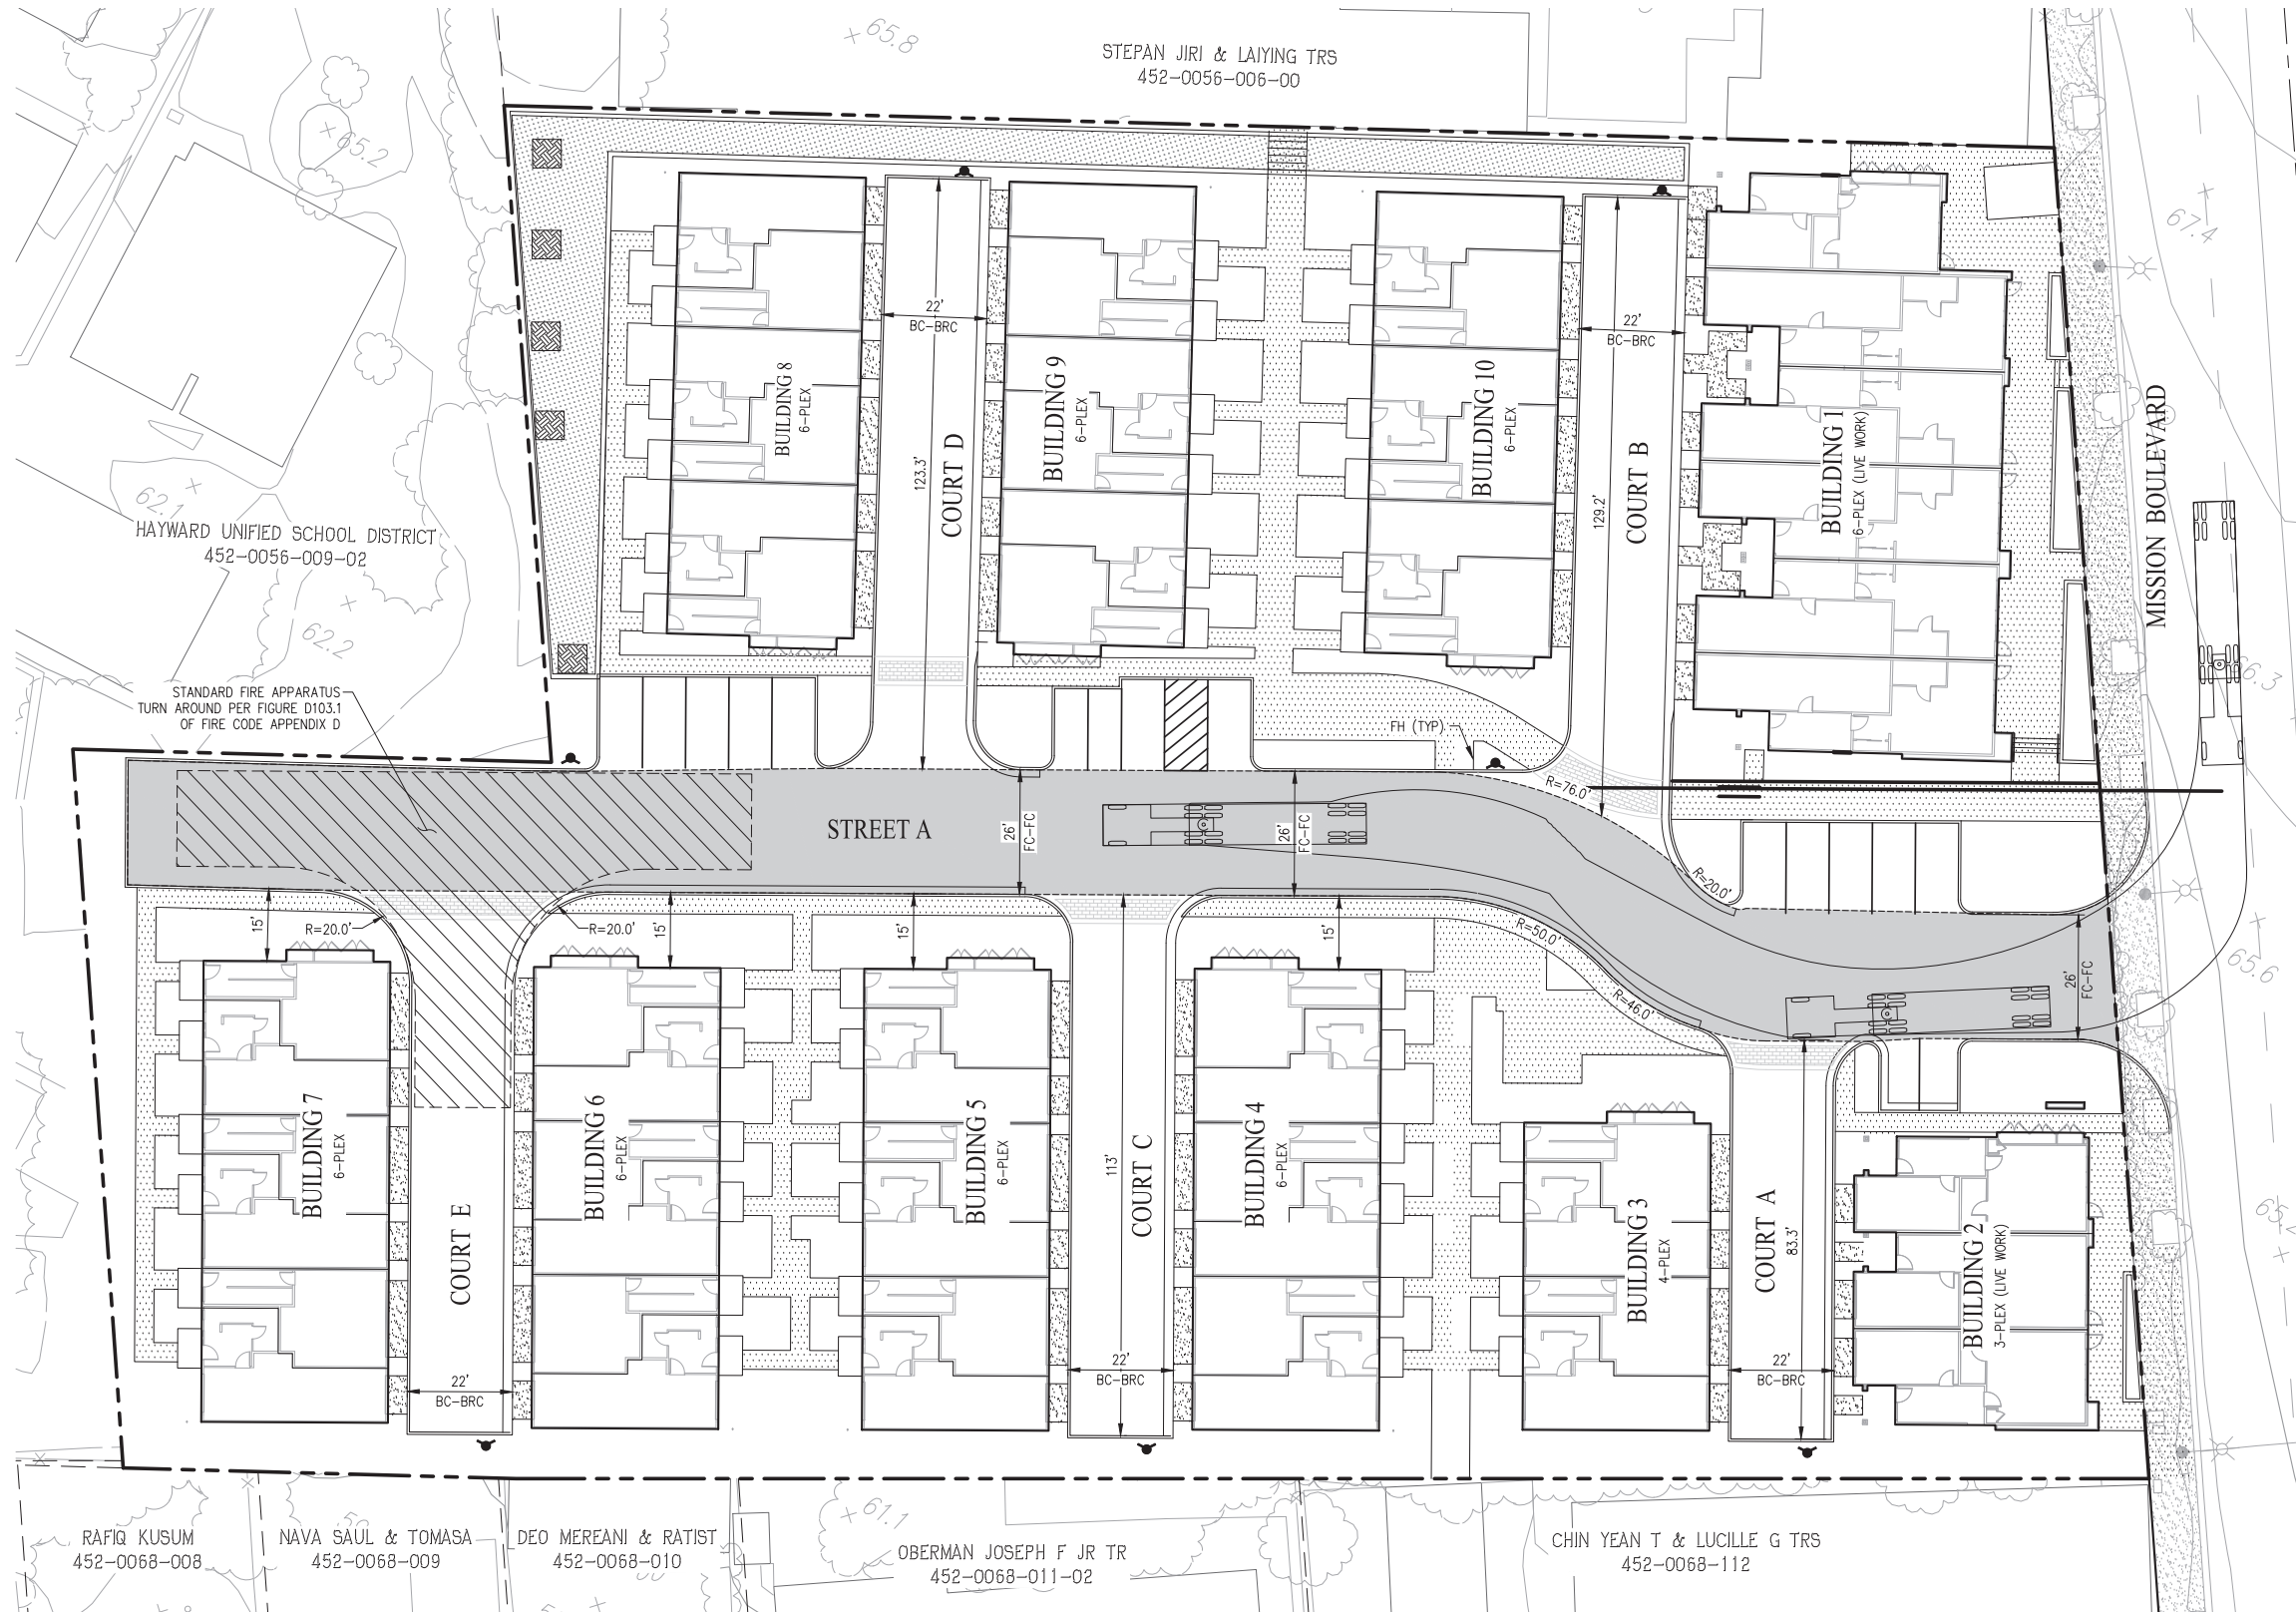 65.8
STEPAN JIRI & LAIYING TRS
452-0056-006-00
65.2
67.4
22'
BC-BRC
22'
BC-BRC
BUILDING 8
6-PLEX
123.3'
COURT D
BUILDING 9
6-PLEX
BUILDING 10
6-PLEX
129.2'
COURT B
BUILDING 1
6-PLEX (LIVE WORK)
MISSION BOULEVARD
62.1
HAYWARD UNIFIED SCHOOL DISTRICT
452-0056-009-02
62.2
66.3
STANDARD FIRE APPARATUS
TURN AROUND PER FIGURE D103.1
OF FIRE CODE APPENDIX D
FH (TYP)
R=76.0'
STREET A
26'
FC-FC
26'
FC-FC
R=20.0'
15'
R=20.0'
R=20.0'
15'
15'
15'
R=50.0'
R=46.0'
26'
FC-FC
65.6
BUILDING 7
6-PLEX
COURT E
BUILDING 6
6-PLEX
BUILDING 5
6-PLEX
113'
COURT C
BUILDING 4
6-PLEX
BUILDING 3
4-PLEX
COURT A
83.3'
BUILDING 2
3-PLEX (LIVE WORK)
22'
BC-BRC
22'
BC-BRC
22'
BC-BRC
61.1
RAFIQ KUSUM
452-0068-008
NAVA SAUL & TOMASA
452-0068-009
DEO MEREANI & RATIST
452-0068-010
OBERMAN JOSEPH F JR TR
452-0068-011-02
CHIN YEAN T & LUCILLE G TRS
452-0068-112